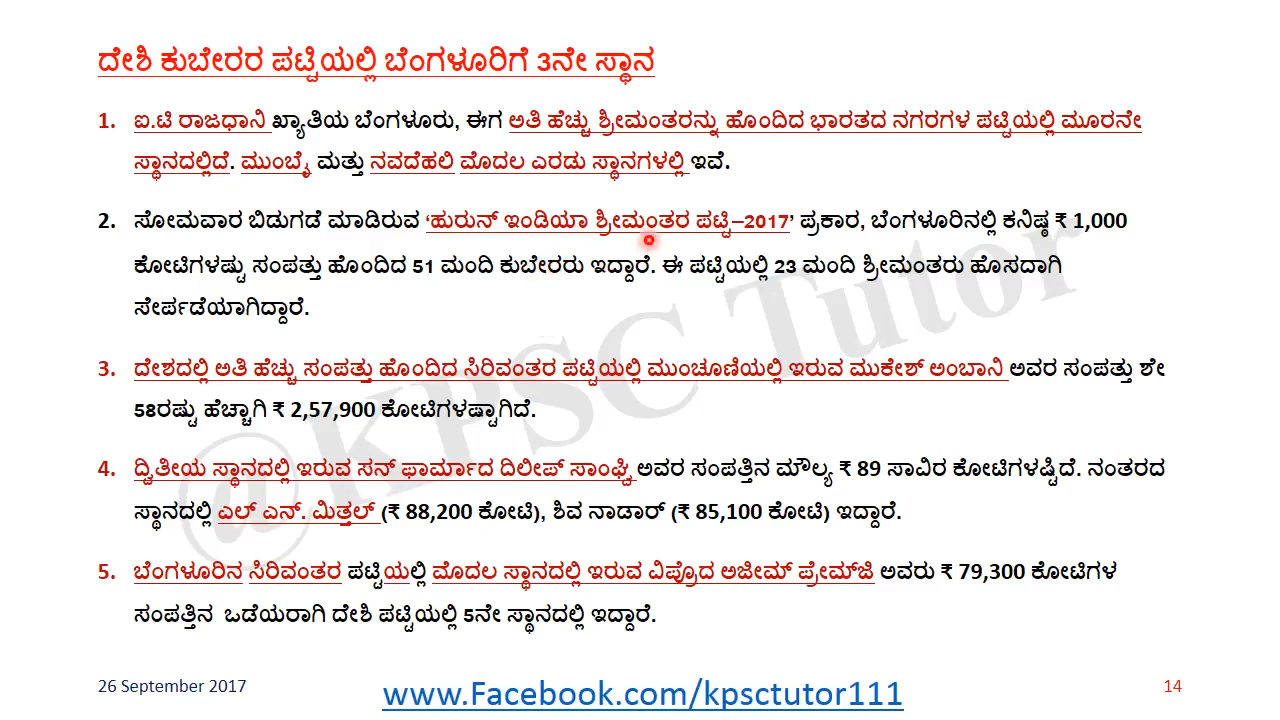 ದೇಶಿ ಕುಬೇರರ ಪಟ್ಟಿಯಲ್ಲಿ ಬೆಂಗಳೂರಿಗೆ 3ನೇ ಸ್ಥಾನ
1. ಐ.ಟಿ ರಾಜಧಾನಿ ಖ್ಯಾತಿಯ ಬೆಂಗಳೂರು, ಈಗ ಅತಿ ಹೆಚ್ಚು ಶ್ರೀಮಂತರನ್ನು ಹೊಂದಿದ ಭಾರತದ ನಗರಗಳ ಪಟ್ಟಿಯಲ್ಲಿ ಮೂರನೇ
ಸ್ಥಾನದಲ್ಲಿದೆ. ಮುಂಬೈ ಮತ್ತು ನವದೆಹಲಿ ಮೊದಲ ಎರಡು ಸ್ಥಾನಗಳಲ್ಲಿ ಇವೆ.
2. ಸೋಮವಾರ ಬಿಡುಗಡೆ ಮಾಡಿರುವ ‘ಹುರುನ್ ಇಂಡಿಯಾ ಶ್ರೀಮಂತರ ಪಟ್ಟಿ–2017’ ಪ್ರಕಾರ, ಬೆಂಗಳೂರಿನಲ್ಲಿ ಕನಿಷ್ಠ ₹ 1,000
ಕೋಟಿಗಳಷ್ಟು ಸಂಪತ್ತು ಹೊಂದಿದ 51 ಮಂದಿ ಕುಬೇರರು ಇದ್ದಾರೆ. ಈ ಪಟ್ಟಿಯಲ್ಲಿ 23 ಮಂದಿ ಶ್ರೀಮಂತರು ಹೊಸದಾಗಿ
ಸೇರ್ಪಡೆಯಾಗಿದ್ದಾರೆ.
3. ದೇಶದಲ್ಲಿ ಅತಿ ಹೆಚ್ಚು ಸಂಪತ್ತು ಹೊಂದಿದ ಸಿರಿವಂತರ ಪಟ್ಟಿಯಲ್ಲಿ ಮುಂಚೂಣಿಯಲ್ಲಿ ಇರುವ ಮುಕೇಶ್ ಅಂಬಾನಿ ಅವರ ಸಂಪತ್ತು ಶೇ
58ರಷ್ಟು ಹೆಚ್ಚಾಗಿ ₹ 2,57,900 ಕೋಟಿಗಳಷ್ಟಾಗಿದೆ.
4. ದ್ವಿತೀಯ ಸ್ಥಾನದಲ್ಲಿ ಇರುವ ಸನ್ ಫಾರ್ಮಾದ ದಿಲೀಪ್ ಸಾಂಘ್ವಿ ಅವರ ಸಂಪತ್ತಿನ ಮೌಲ್ಯ ₹ 89 ಸಾವಿರ ಕೋಟಿಗಳಷ್ಟಿದೆ. ನಂತರದ
ಸ್ಥಾನದಲ್ಲಿ ಎಲ್ ಎನ್. ಮಿತ್ತಲ್ (₹ 88,200 ಕೋಟಿ), ಶಿವ ನಾಡಾರ್ (₹ 85,100 ಕೋಟಿ) ಇದ್ದಾರೆ.
5. ಬೆಂಗಳೂರಿನ ಸಿರಿವಂತರ ಪಟ್ಟಿಯಲ್ಲಿ ಮೊದಲ ಸ್ಥಾನದಲ್ಲಿ ಇರುವ ವಿಪ್ರೊದ ಅಜೀಮ್ ಪ್ರೇಮ್‌ಜಿ ಅವರು ₹ 79,300 ಕೋಟಿಗಳ
ಸಂಪತ್ತಿನ ಒಡೆಯರಾಗಿ ದೇಶಿ ಪಟ್ಟಿಯಲ್ಲಿ 5ನೇ ಸ್ಥಾನದಲ್ಲಿ ಇದ್ದಾರೆ.
@KPSC Tutor
26 September 2017
www.Facebook.com/kpsctutor111
14